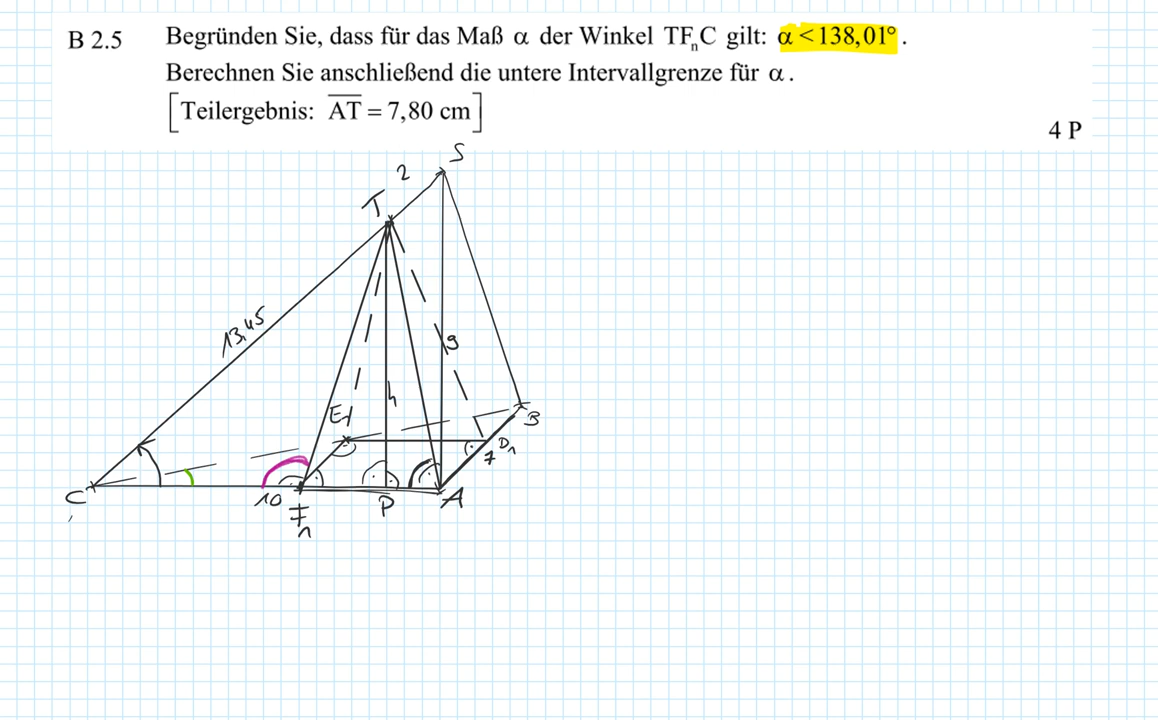 B 2.5 Begründen Sie, dass für das Maß α der Winkel TFₙC gilt: α < 138,01° .
Berechnen Sie anschließend die untere Intervallgrenze für α .
[Teilergebnis: A̅T̅ = 7,80 cm]
4 P
S
2
T
13,45
9
h
E1
B
D1
7
C
10
Fn
P
A